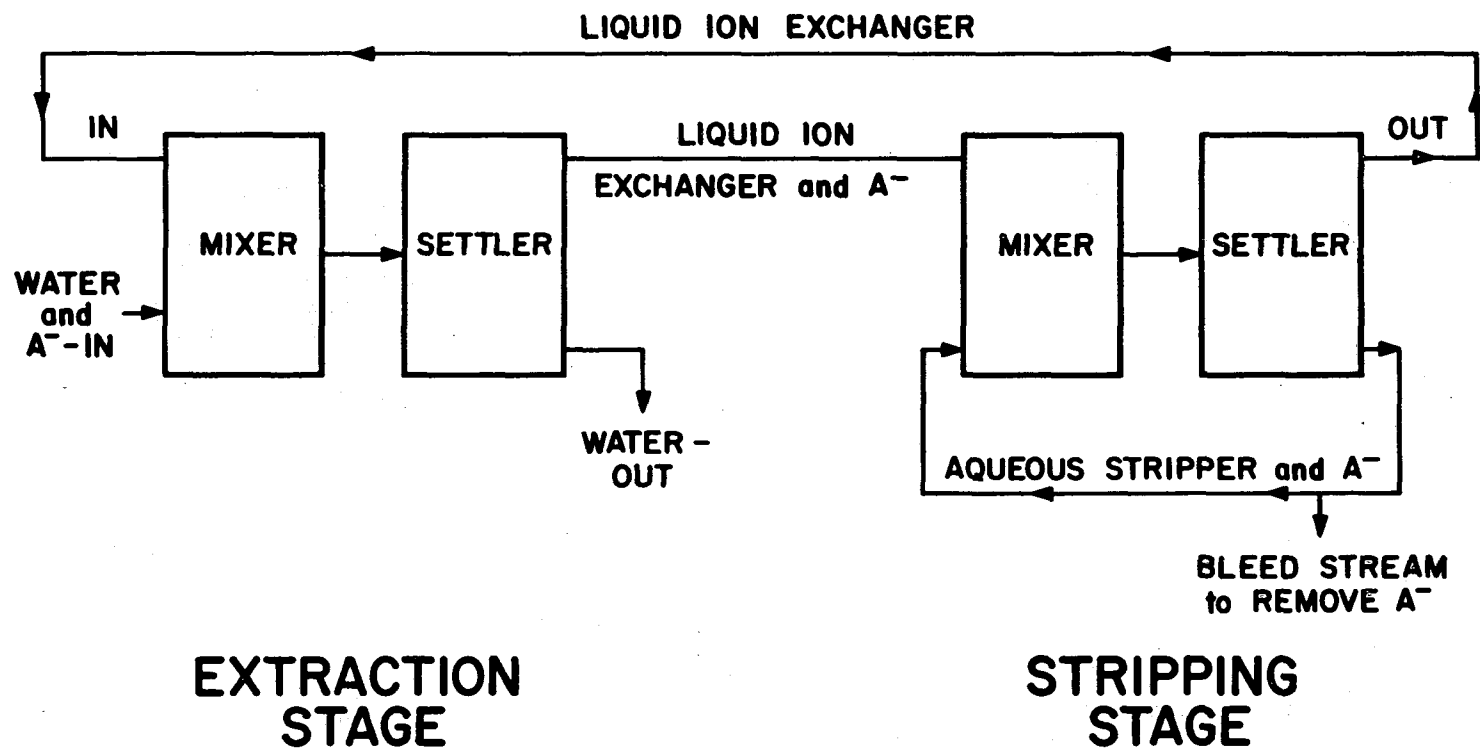 LIQUID ION EXCHANGER
IN
OUT
LIQUID ION
EXCHANGER and A⁻
MIXER
SETTLER
MIXER
SETTLER
WATER
and
A⁻-IN
WATER -
OUT
AQUEOUS STRIPPER and A⁻
BLEED STREAM
to REMOVE A⁻
EXTRACTION
STAGE
STRIPPING
STAGE